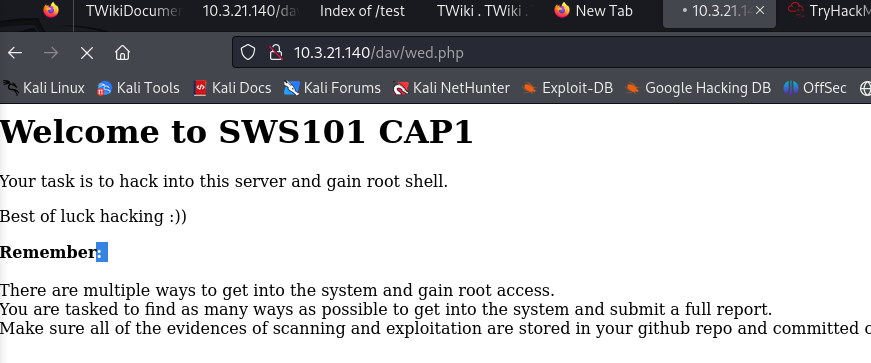 TWikiDocumen
10.3.21.140/dav
Index of /test
TWiki . TWiki .
New Tab
10.3.21.14
TryHackM
10.3.21.140/dav/wed.php
Kali Linux
Kali Tools
Kali Docs
Kali Forums
Kali NetHunter
Exploit-DB
Google Hacking DB
OffSec
Welcome to SWS101 CAP1
Your task is to hack into this server and gain root shell.
Best of luck hacking :))
Remember:
There are multiple ways to get into the system and gain root access.
You are tasked to find as many ways as possible to get into the system and submit a full report.
Make sure all of the evidences of scanning and exploitation are stored in your github repo and committed